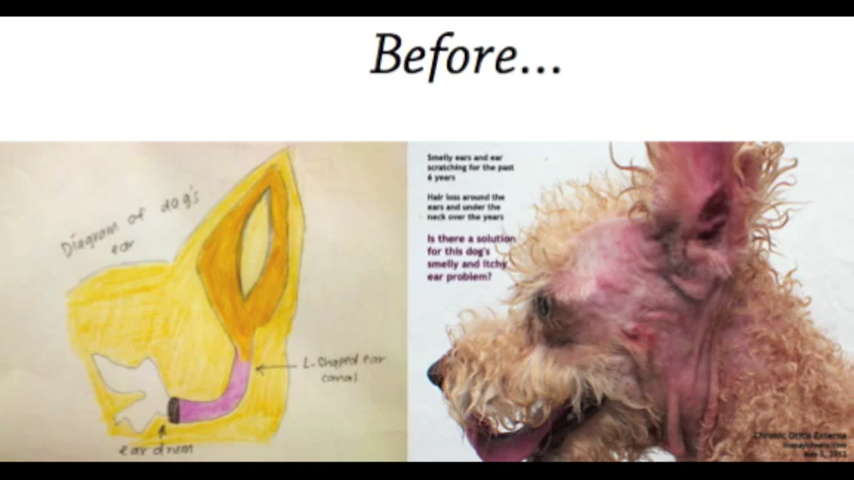 Before...
Diagram of dog's
ear
L-shaped ear
canal
ear drum
Smelly ears and ear
scratching for the past
6 years
Hair loss around the
ears and under the
neck over the years
Is there a solution
for this dog's
smelly and itchy
ear problem?
Chronic Otitis Externa